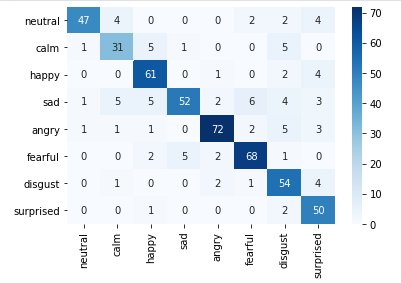 neutral 47 4 0 0 0 2 2 4
calm 1 31 5 1 0 0 5 0
happy 0 0 61 0 1 0 2 4
sad 1 5 5 52 2 6 4 3
angry 1 1 1 0 72 2 5 3
fearful 0 0 2 5 2 68 1 0
disgust 0 1 0 0 2 1 54 4
surprised 0 0 1 0 0 0 2 50
neutral calm happy sad angry fearful disgust surprised
70
60
50
40
30
20
10
0